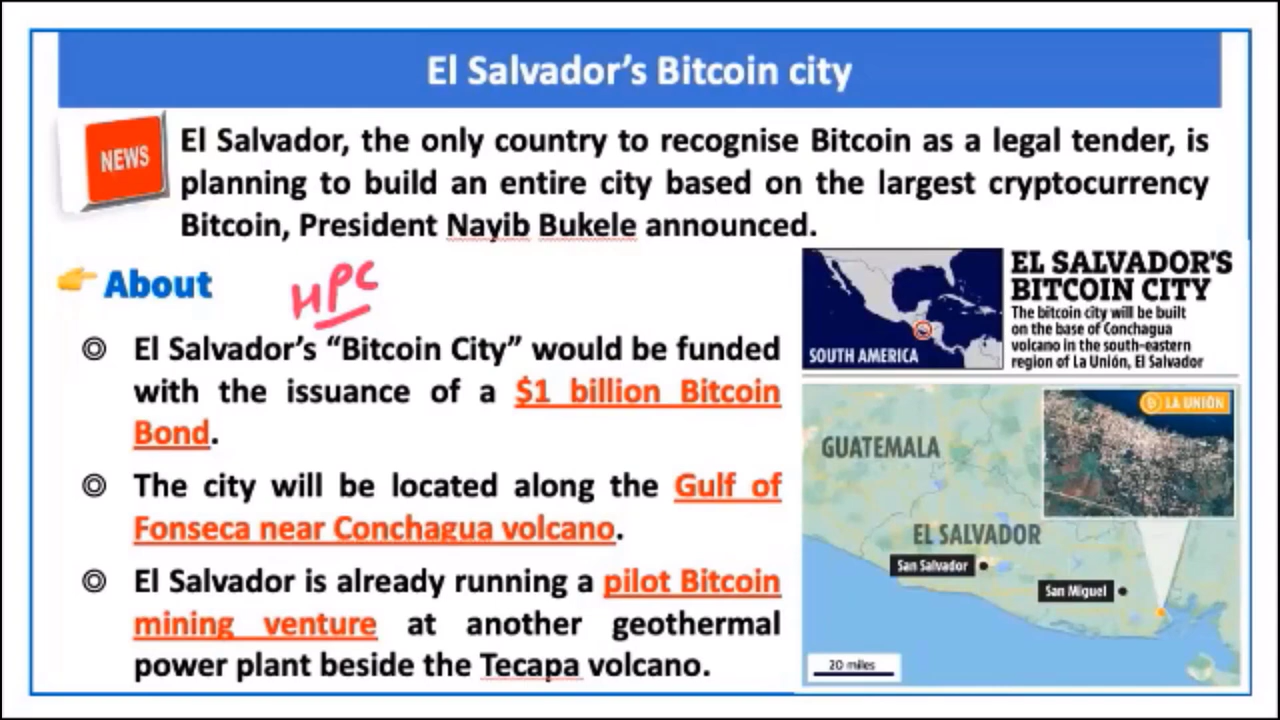 El Salvador’s Bitcoin city
NEWS
El Salvador, the only country to recognise Bitcoin as a legal tender, is
planning to build an entire city based on the largest cryptocurrency
Bitcoin, President Nayib Bukele announced.
About
HPC
El Salvador’s “Bitcoin City” would be funded
with the issuance of a $1 billion Bitcoin
Bond.
The city will be located along the Gulf of
Fonseca near Conchagua volcano.
El Salvador is already running a pilot Bitcoin
mining venture at another geothermal
power plant beside the Tecapa volcano.
SOUTH AMERICA
EL SALVADOR'S
BITCOIN CITY
The bitcoin city will be built
on the base of Conchagua
volcano in the south-eastern
region of La Unión, El Salvador
LA UNIÓN
GUATEMALA
EL SALVADOR
San Salvador
San Miguel
20 miles